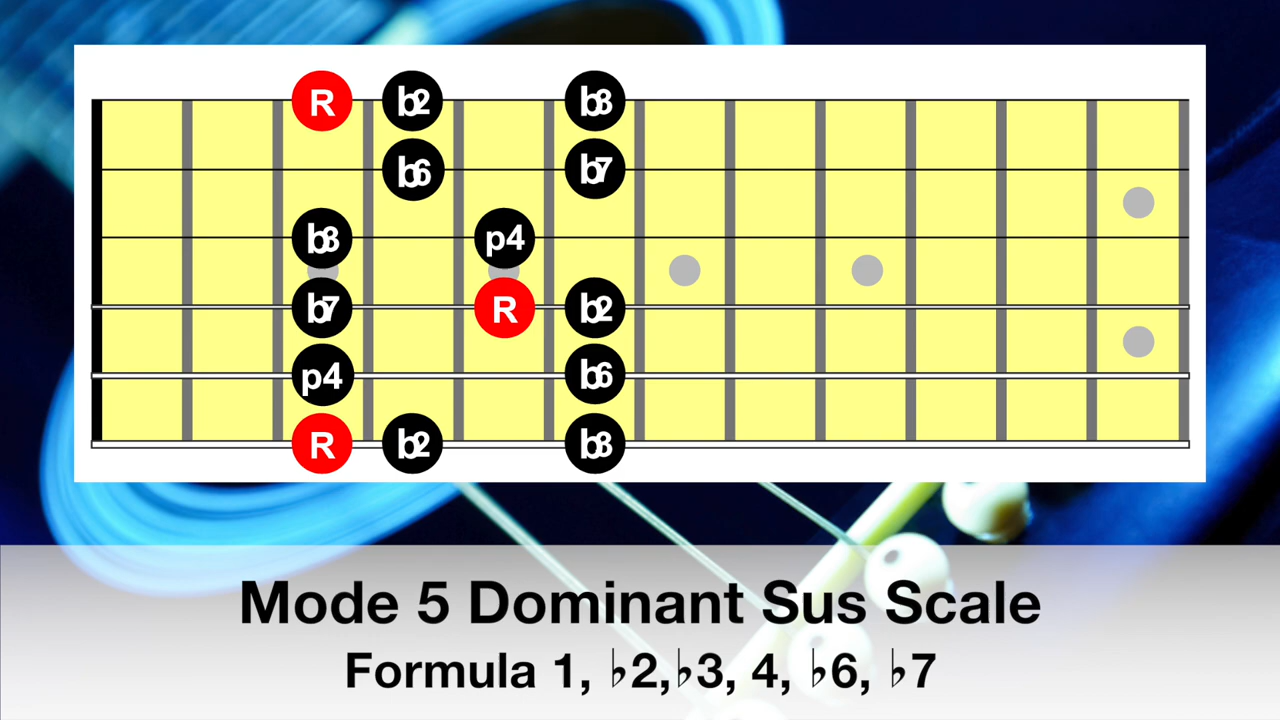 R b2 b3
b6 b7
b3 p4
b7 R b2
p4 b6
R b2 b3
Mode 5 Dominant Sus Scale
Formula 1, ♭2,♭3, 4, ♭6, ♭7